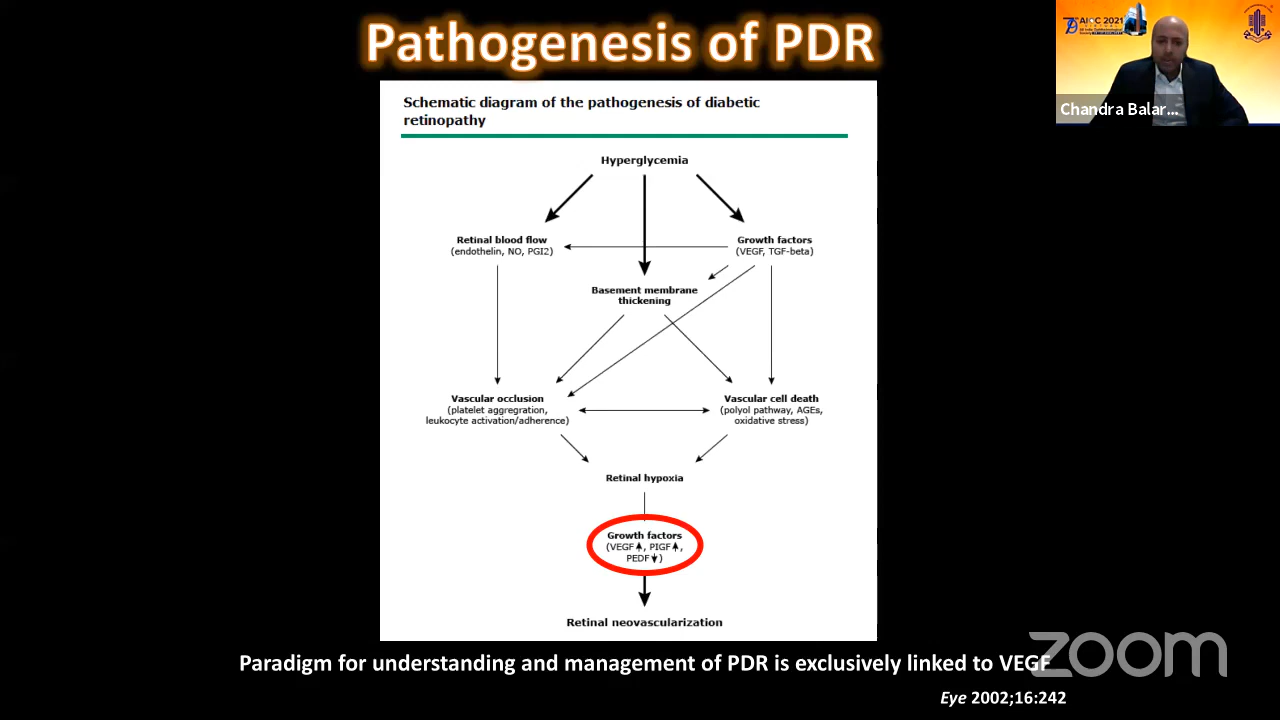 Pathogenesis of PDR
AIOC 2021
Chandra Balar...
Schematic diagram of the pathogenesis of diabetic
retinopathy
Hyperglycemia
Retinal blood flow
(endothelin, NO, PGI2)
Growth factors
(VEGF, TGF-beta)
Basement membrane
thickening
Vascular occlusion
(platelet aggregration,
leukocyte activation/adherence)
Vascular cell death
(polyol pathway, AGEs,
oxidative stress)
Retinal hypoxia
Growth factors
(VEGF↑, PIGF↑,
PEDF↓)
Retinal neovascularization
Paradigm for understanding and management of PDR is exclusively linked to VEGF
zoom
Eye 2002;16:242